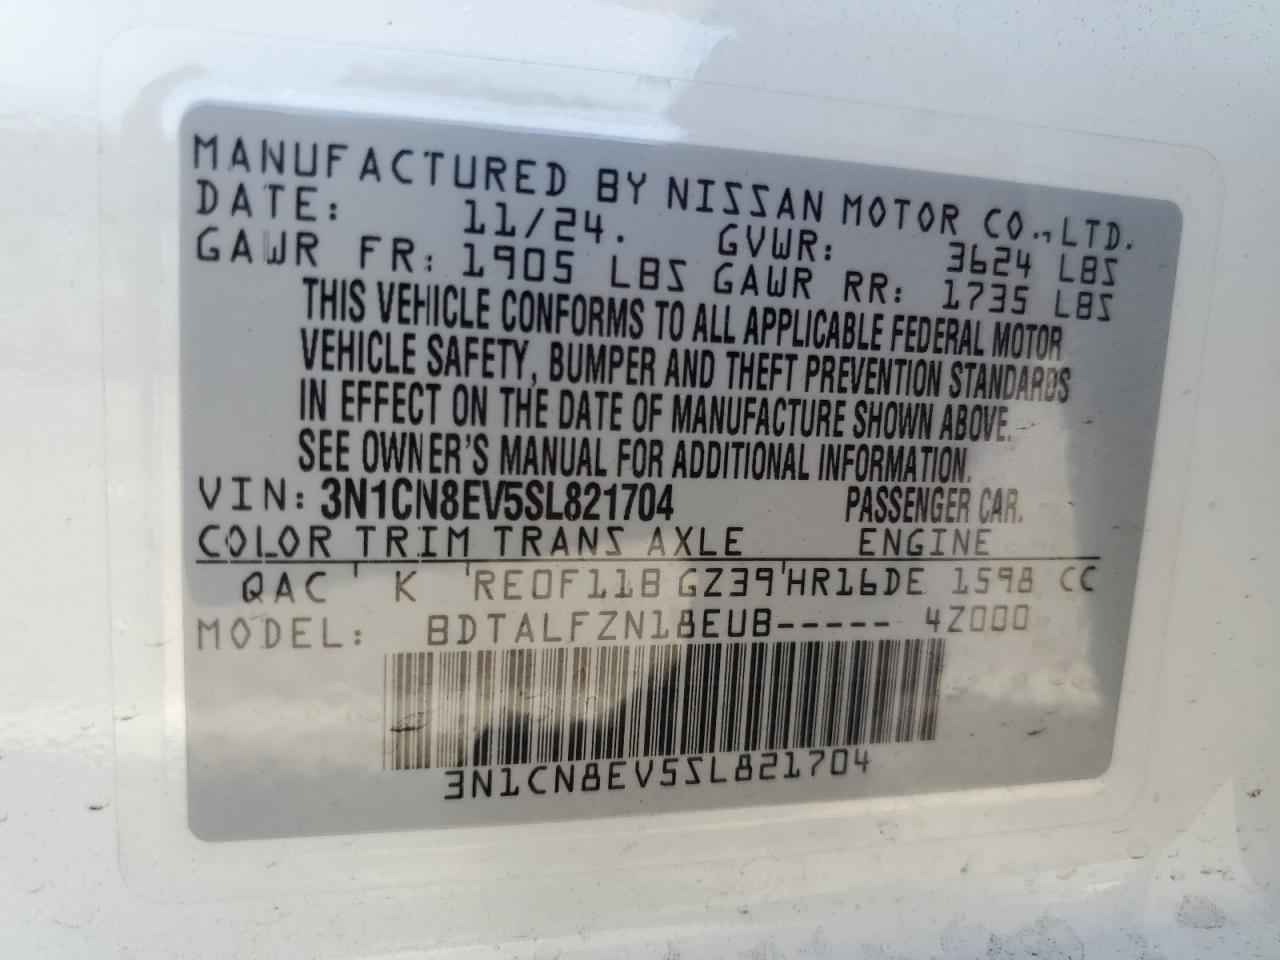 MANUFACTURED BY NISSAN MOTOR CO., LTD.
DATE: 11/24. GVWR: 3624 LBS
GAWR FR: 1905 LBS GAWR RR: 1735 LBS
THIS VEHICLE CONFORMS TO ALL APPLICABLE FEDERAL MOTOR
VEHICLE SAFETY, BUMPER AND THEFT PREVENTION STANDARDS
IN EFFECT ON THE DATE OF MANUFACTURE SHOWN ABOVE.
SEE OWNER'S MANUAL FOR ADDITIONAL INFORMATION.
VIN: 3N1CN8EV5SL821704 PASSENGER CAR.
COLOR TRIM TRANS AXLE ENGINE
QAC K RE0F11B GZ39 HR16DE 1598 CC
MODEL: BDTALFZN18EUB----- 4Z000
3N1CN8EV5SL821704